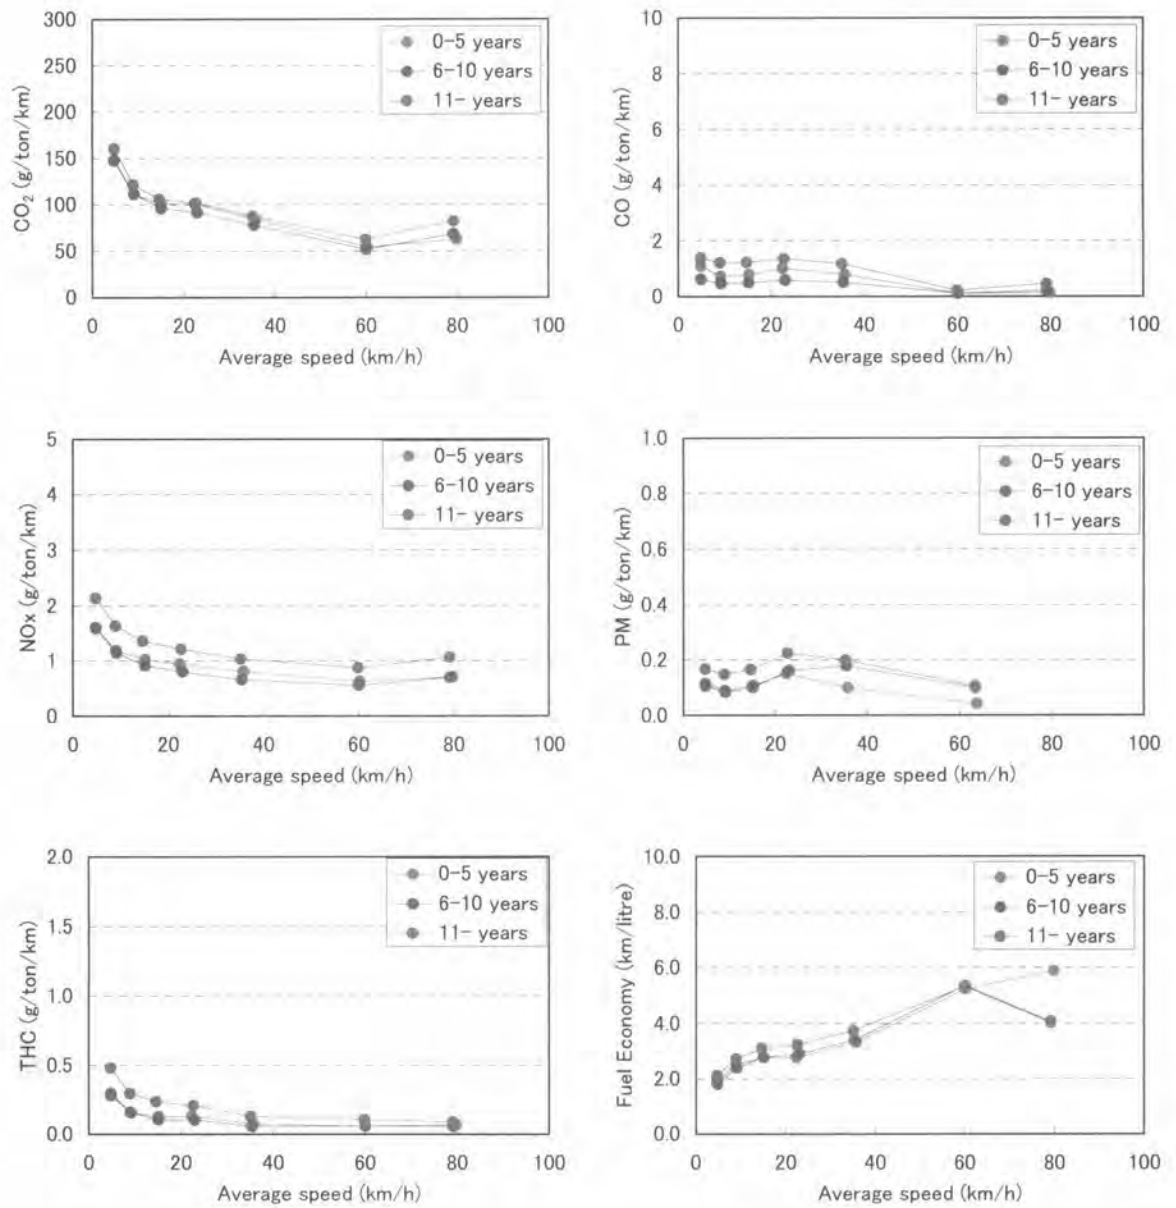 300
250
200
150
100
50
0
CO₂ (g/ton/km)
0-5 years
6-10 years
11- years
0 20 40 60 80 100
Average speed (km/h)
10
8
6
4
2
0
CO (g/ton/km)
0-5 years
6-10 years
11- years
0 20 40 60 80 100
Average speed (km/h)
5
4
3
2
1
0
NOx (g/ton/km)
0-5 years
6-10 years
11- years
0 20 40 60 80 100
Average speed (km/h)
1.0
0.8
0.6
0.4
0.2
0.0
PM (g/ton/km)
0-5 years
6-10 years
11- years
0 20 40 60 80 100
Average speed (km/h)
2.0
1.5
1.0
0.5
0.0
THC (g/ton/km)
0-5 years
6-10 years
11- years
0 20 40 60 80 100
Average speed (km/h)
10.0
8.0
6.0
4.0
2.0
0.0
Fuel Economy (km/litre)
0-5 years
6-10 years
11- years
0 20 40 60 80 100
Average speed (km/h)